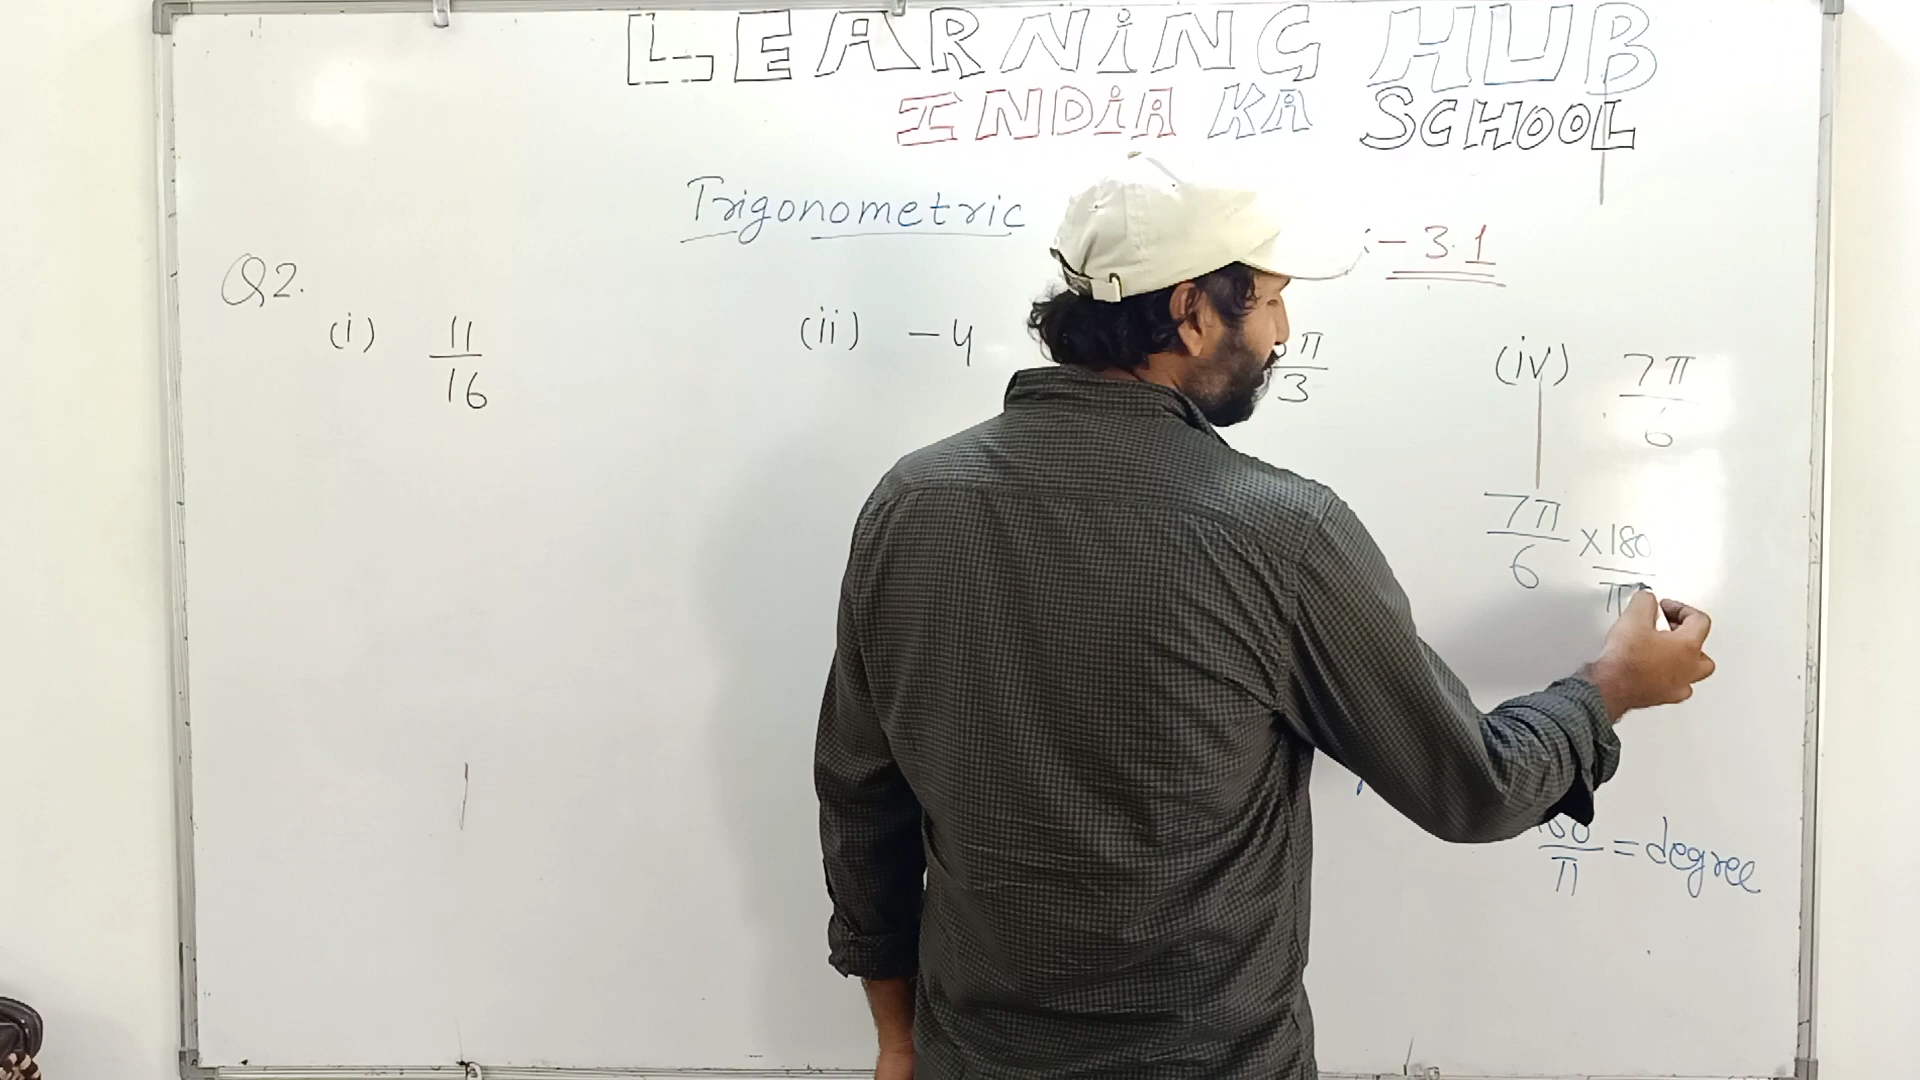 LEARNiNG HUB
INDiA KA SCHOOL
Trigonometric :- 3.1
Q2.
(i) 11/16
(ii) -4
π/3
(iv) 7π/6
7π/6 ×180/π
π = degree